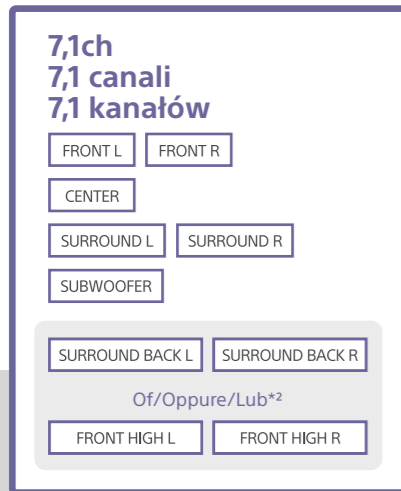 7,1ch
7,1 canali
7,1 kanałów
FRONT L FRONT R
CENTER
SURROUND L SURROUND R
SUBWOOFER
SURROUND BACK L SURROUND BACK R
Of/Oppure/Lub*²
FRONT HIGH L FRONT HIGH R